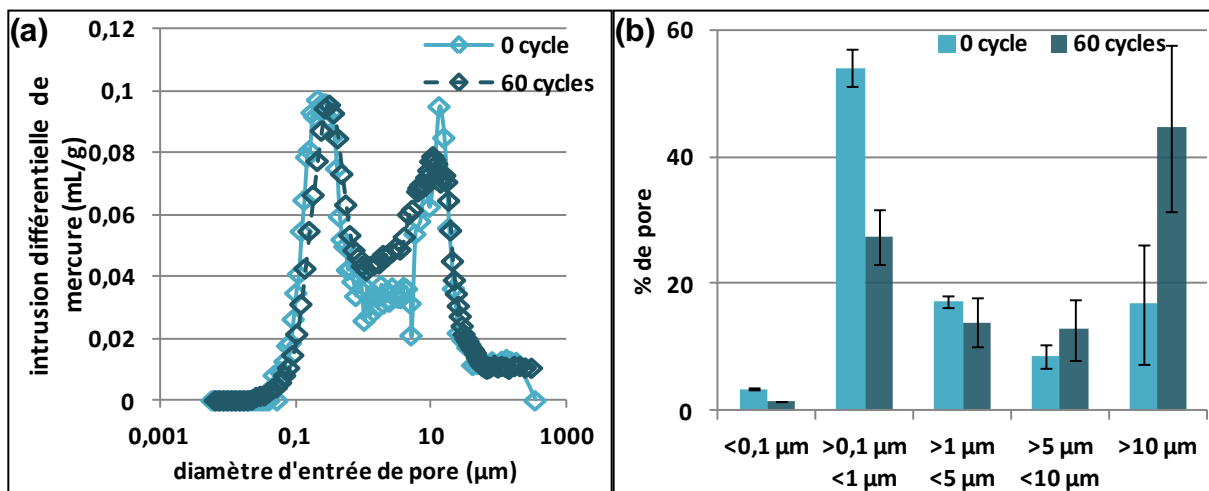 (a)
0 cycle
60 cycles
intrusion différentielle de
mercure (mL/g)
0,12
0,1
0,08
0,06
0,04
0,02
0
0,001
0,1
10
1000
diamètre d'entrée de pore (µm)
(b)
0 cycle
60 cycles
% de pore
60
40
20
0
<0,1 µm
>0,1 µm
<1 µm
>1 µm
<5 µm
>5 µm
<10 µm
>10 µm